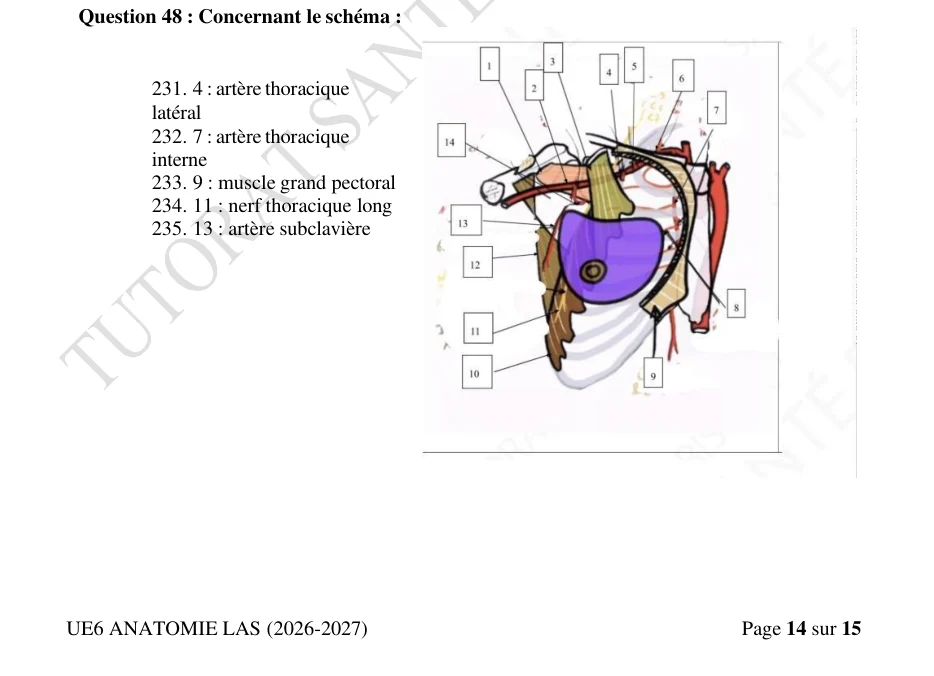 Question 48 : Concernant le schéma :
231. 4 : artère thoracique
latéral
232. 7 : artère thoracique
interne
233. 9 : muscle grand pectoral
234. 11 : nerf thoracique long
235. 13 : artère subclavière
1
2
3
4
5
6
7
14
13
12
11
10
8
9
TUTORAT SANTÉ
UE6 ANATOMIE LAS (2026-2027)
Page 14 sur 15